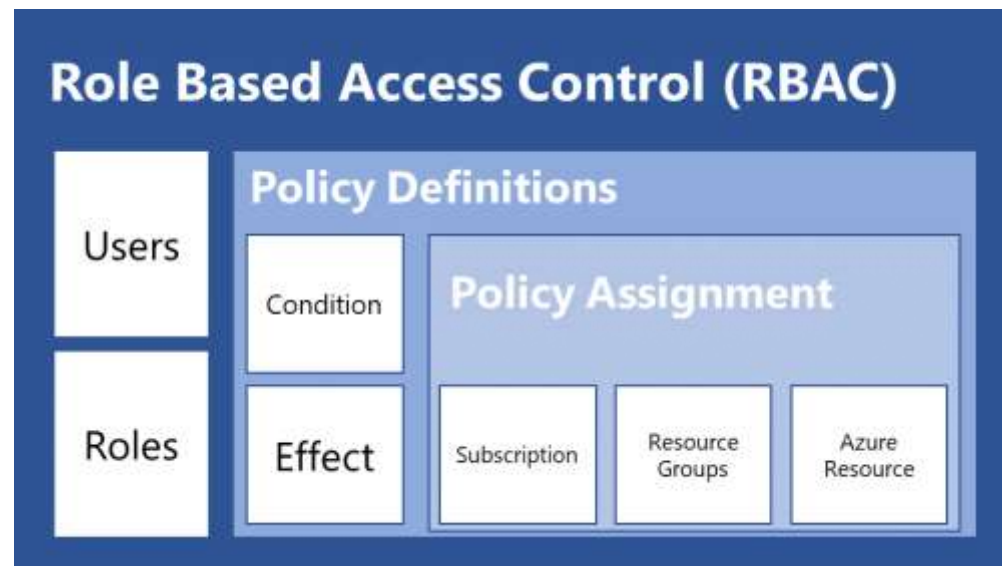 Role Based Access Control (RBAC)
Users
Roles
Policy Definitions
Condition
Effect
Policy Assignment
Subscription
Resource
Groups
Azure
Resource